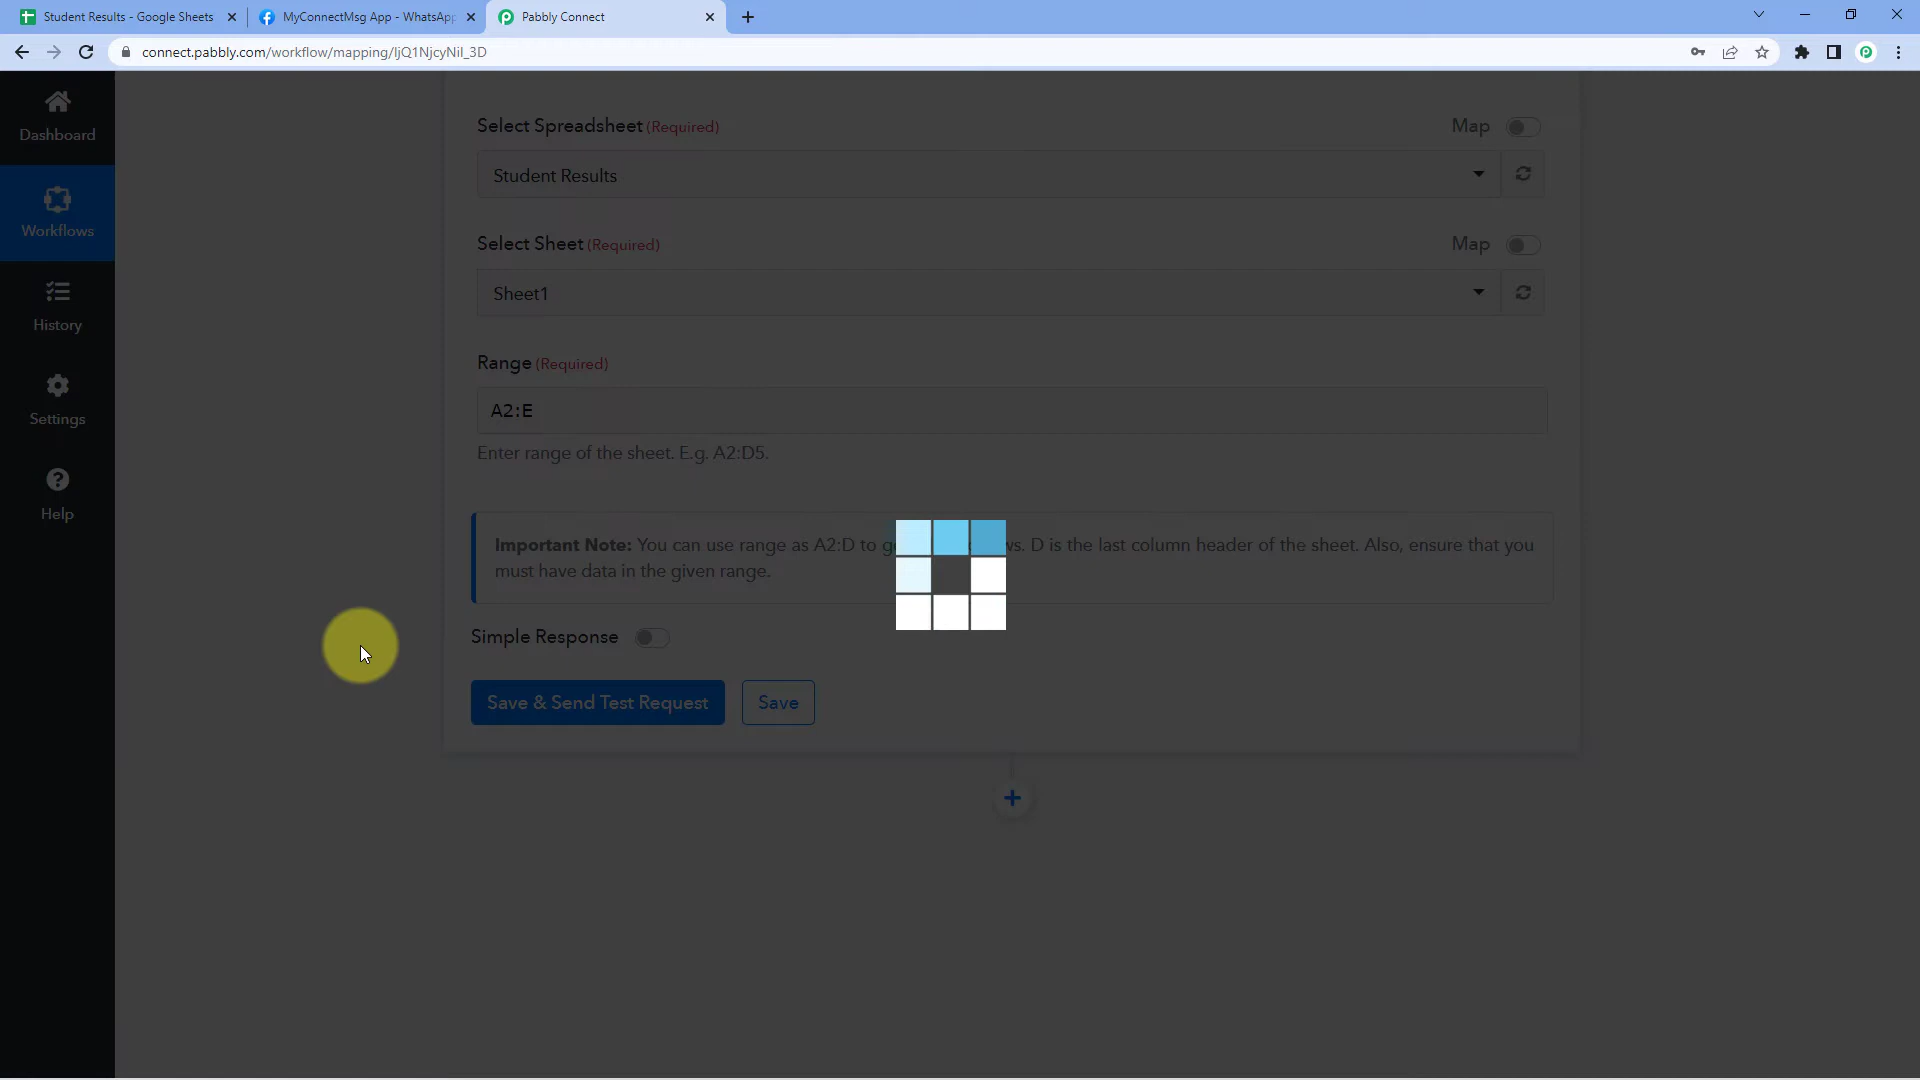 Student Results - Google Sheets
MyConnectMsg App - WhatsApp
Pabbly Connect
connect.pabbly.com/workflow/mapping/IjQ1NjcyNiI_3D
Dashboard
Workflows
History
Settings
Help
Select Spreadsheet (Required)
Map
Student Results
Select Sheet (Required)
Map
Sheet1
Range (Required)
A2:E
Enter range of the sheet. E.g. A2:D5.
Important Note: You can use range as A2:D to ws. D is the last column header of the sheet. Also, ensure that you
must have data in the given range.
Simple Response
Save & Send Test Request
Save